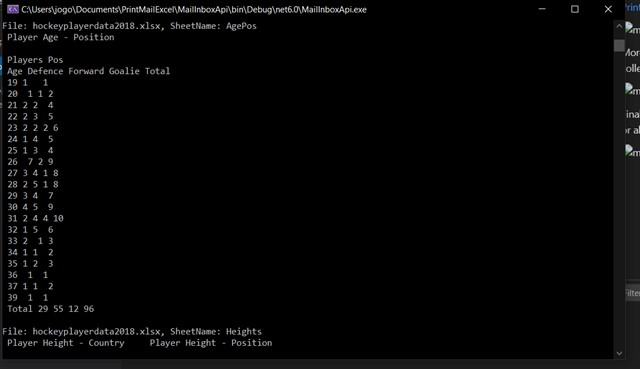 C:\Users\jogo\Documents\PrintMailExcel\MailInboxApi\bin\Debug\net6.0\MailInboxApi.exe
File: hockeyplayerdata2018.xlsx, SheetName: AgePos
Player Age - Position
Players Pos
Age Defence Forward Goalie Total
19 1   1
20   1 1 2
21 2 2   4
22 2 3   5
23 2 2 2 6
24 1 4   5
25 1 3   4
26   7 2 9
27 3 4 1 8
28 2 5 1 8
29 3 4   7
30 4 5   9
31 2 4 4 10
32 1 5   6
33 2   1 3
34 1 1   2
35 1 2   3
36   1   1
37 1 1   2
39   1   1
Total 29 55 12 96
File: hockeyplayerdata2018.xlsx, SheetName: Heights
Player Height - Country     Player Height - Position